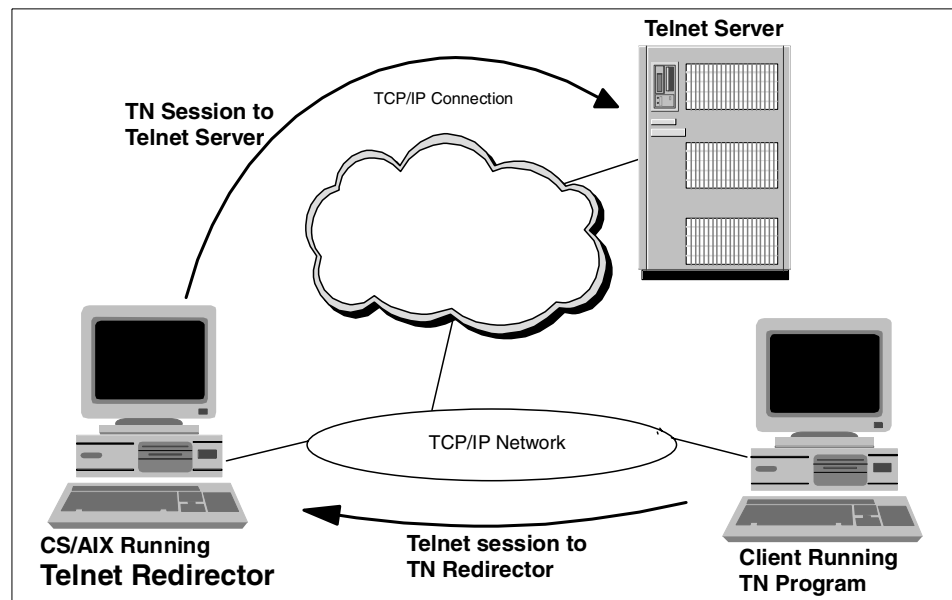 Telnet Server
TN Session to
Telnet Server
TCP/IP Connection
TCP/IP Network
CS/AIX Running
Telnet Redirector
Telnet session to
TN Redirector
Client Running
TN Program